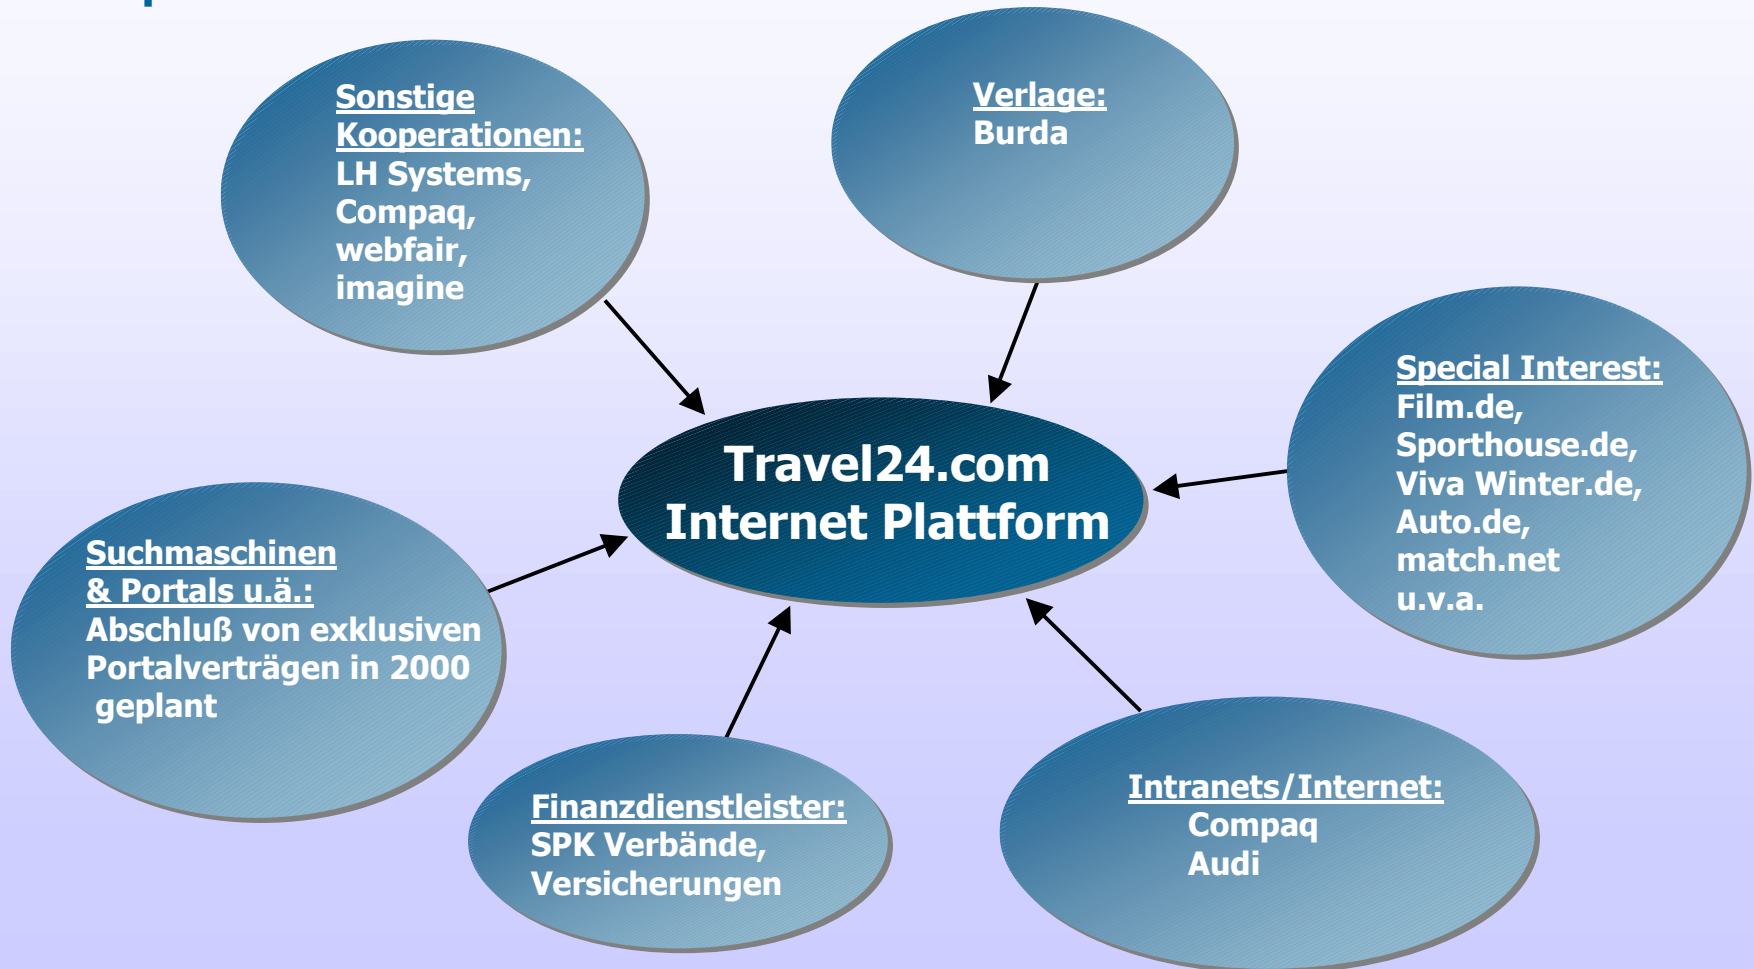 Sonstige
Kooperationen:
LH Systems,
Compaq,
webfair,
imagine
Verlage:
Burda
Special Interest:
Film.de,
Sporthouse.de,
Viva Winter.de,
Auto.de,
match.net
u.v.a.
Travel24.com
Internet Plattform
Suchmaschinen
& Portals u.ä.:
Abschluß von exklusiven
Portalverträgen in 2000
geplant
Finanzdienstleister:
SPK Verbände,
Versicherungen
Intranets/Internet:
Compaq
Audi